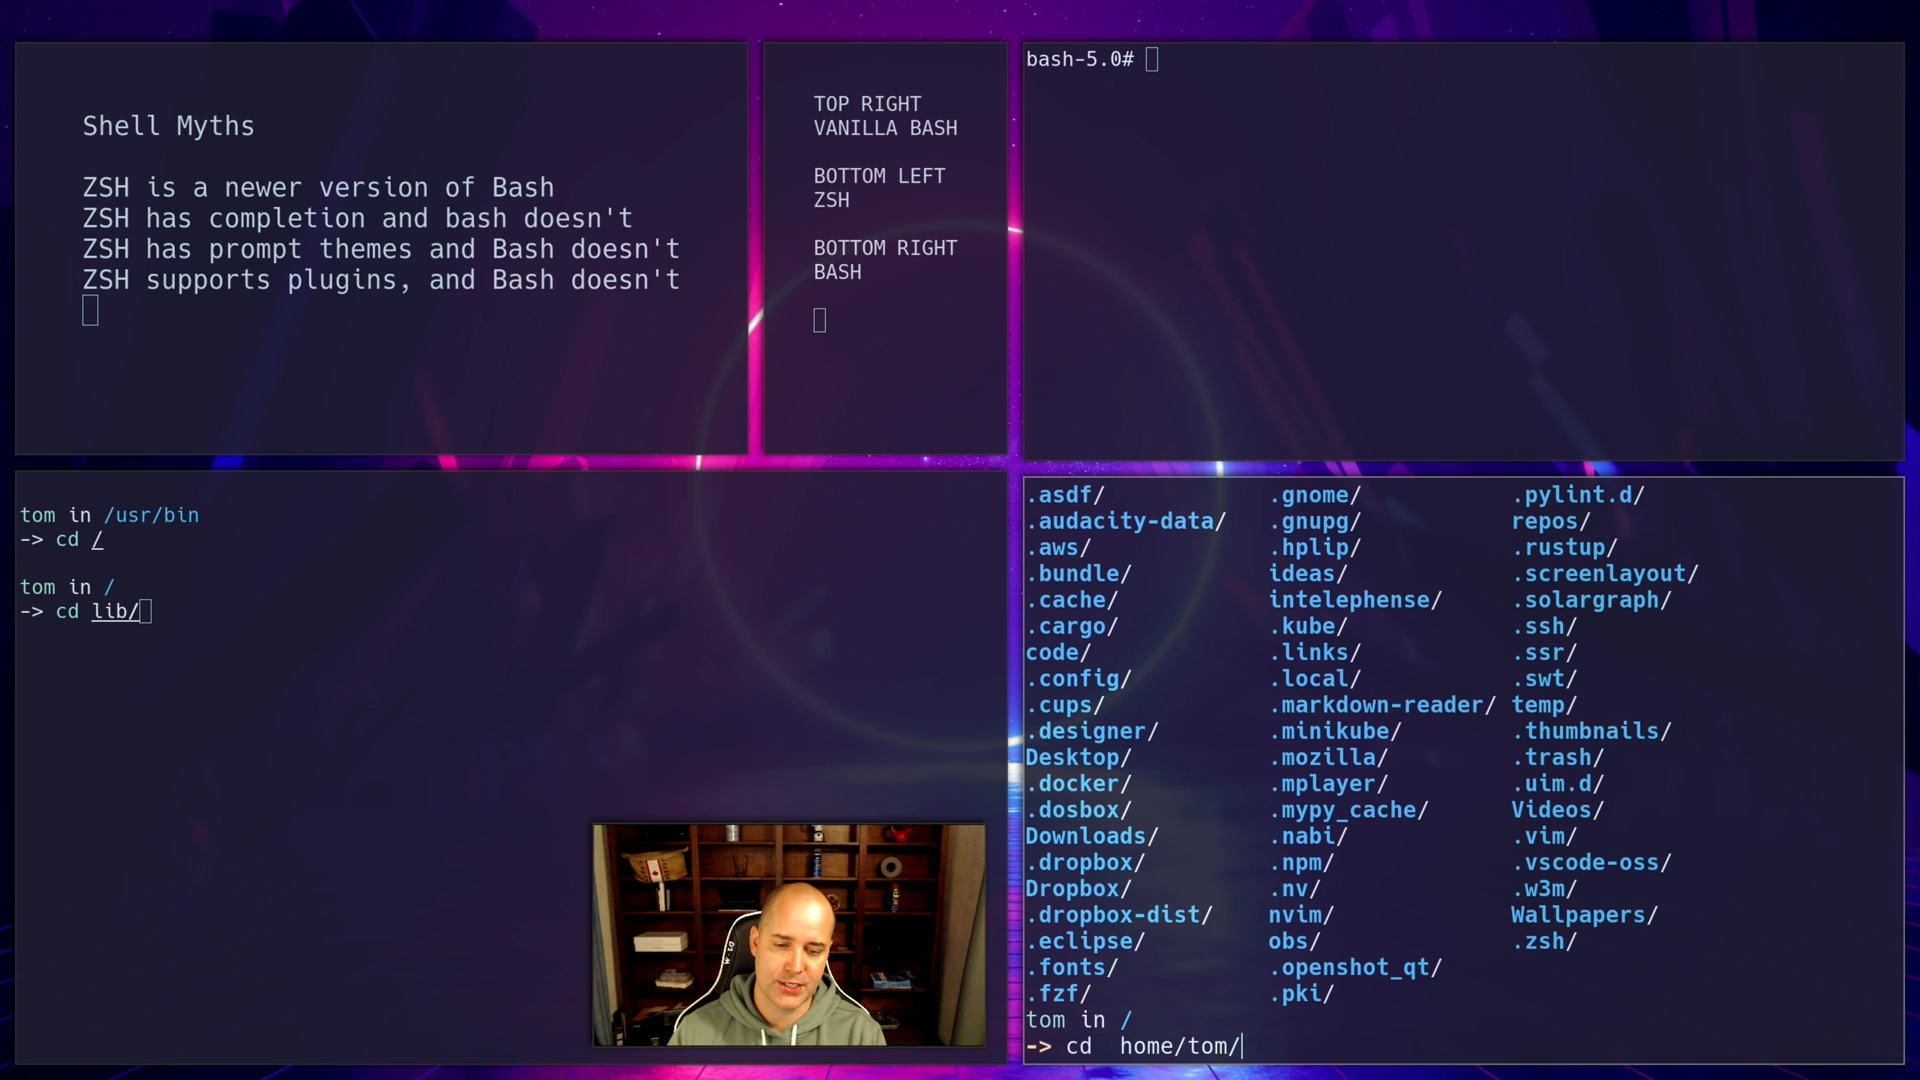 Shell Myths
ZSH is a newer version of Bash
ZSH has completion and bash doesn't
ZSH has prompt themes and Bash doesn't
ZSH supports plugins, and Bash doesn't
TOP RIGHT
VANILLA BASH
BOTTOM LEFT
ZSH
BOTTOM RIGHT
BASH
bash-5.0#
tom in /usr/bin
-> cd /
tom in /
-> cd lib/
.asdf/ .gnome/ .pylint.d/
.audacity-data/ .gnupg/ repos/
.aws/ .hplip/ .rustup/
.bundle/ ideas/ .screenlayout/
.cache/ intelephense/ .solargraph/
.cargo/ .kube/ .ssh/
code/ .links/ .ssr/
.config/ .local/ .swt/
.cups/ .markdown-reader/ temp/
.designer/ .minikube/ .thumbnails/
Desktop/ .mozilla/ .trash/
.docker/ .mplayer/ .uim.d/
.dosbox/ .mypy_cache/ Videos/
Downloads/ .nabi/ .vim/
.dropbox/ .npm/ .vscode-oss/
Dropbox/ .nv/ .w3m/
.dropbox-dist/ nvim/ Wallpapers/
.eclipse/ obs/ .zsh/
.fonts/ .openshot_qt/
.fzf/ .pki/
tom in /
-> cd  home/tom/